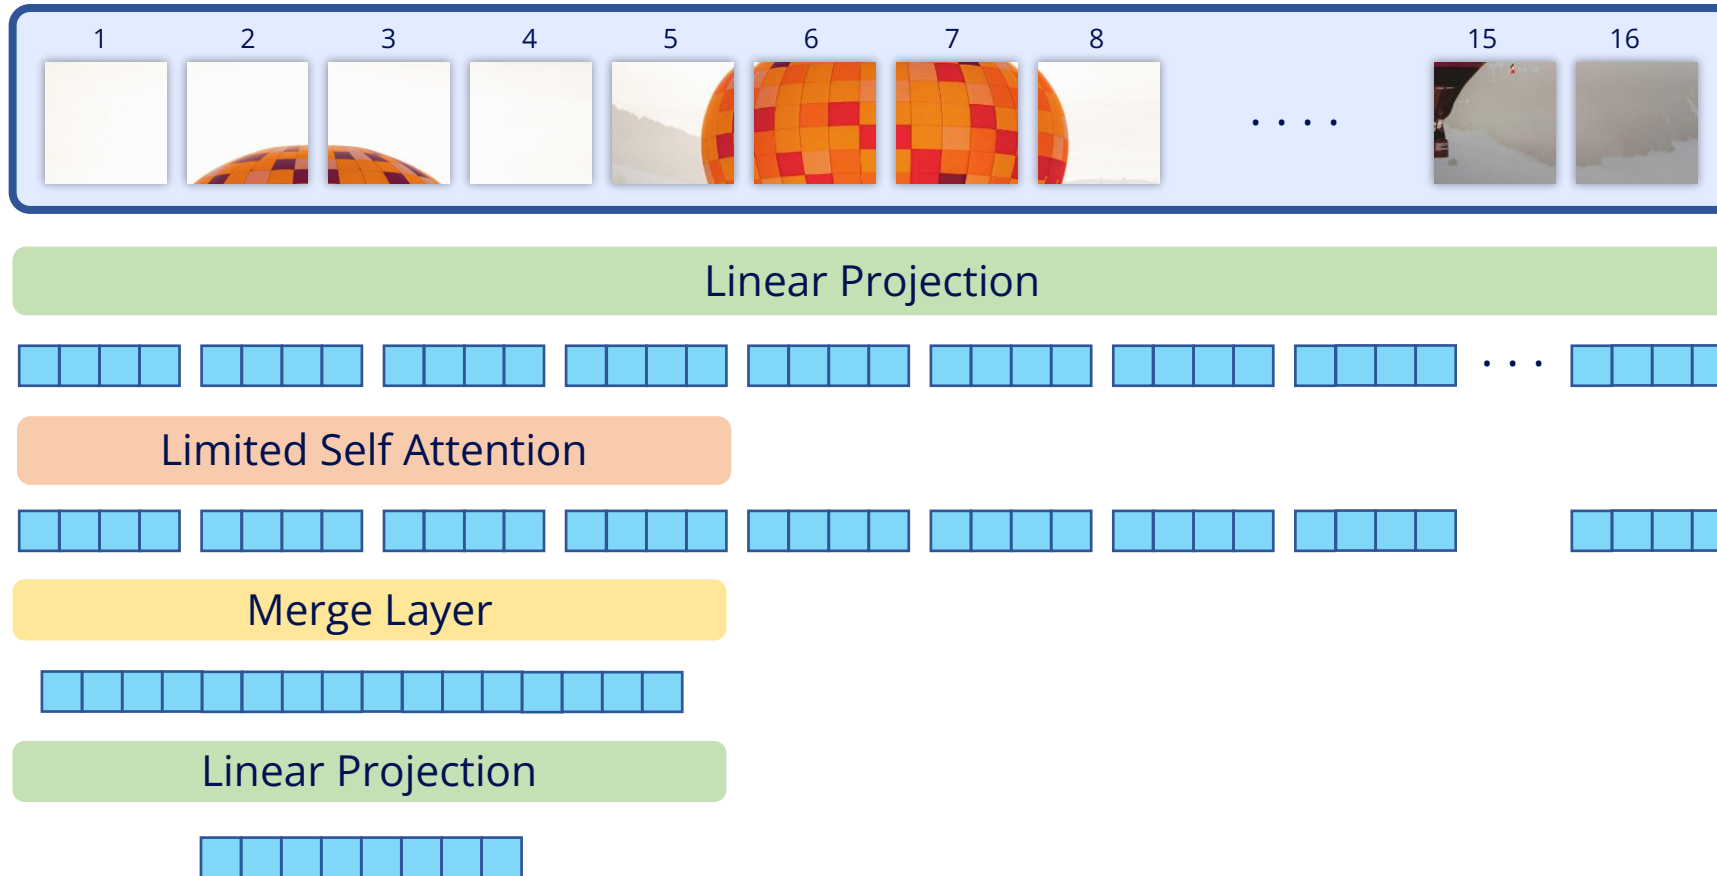 1 2 3 4 5 6 7 8 15 16
. . . .
Linear Projection
. . .
Limited Self Attention
Merge Layer
Linear Projection